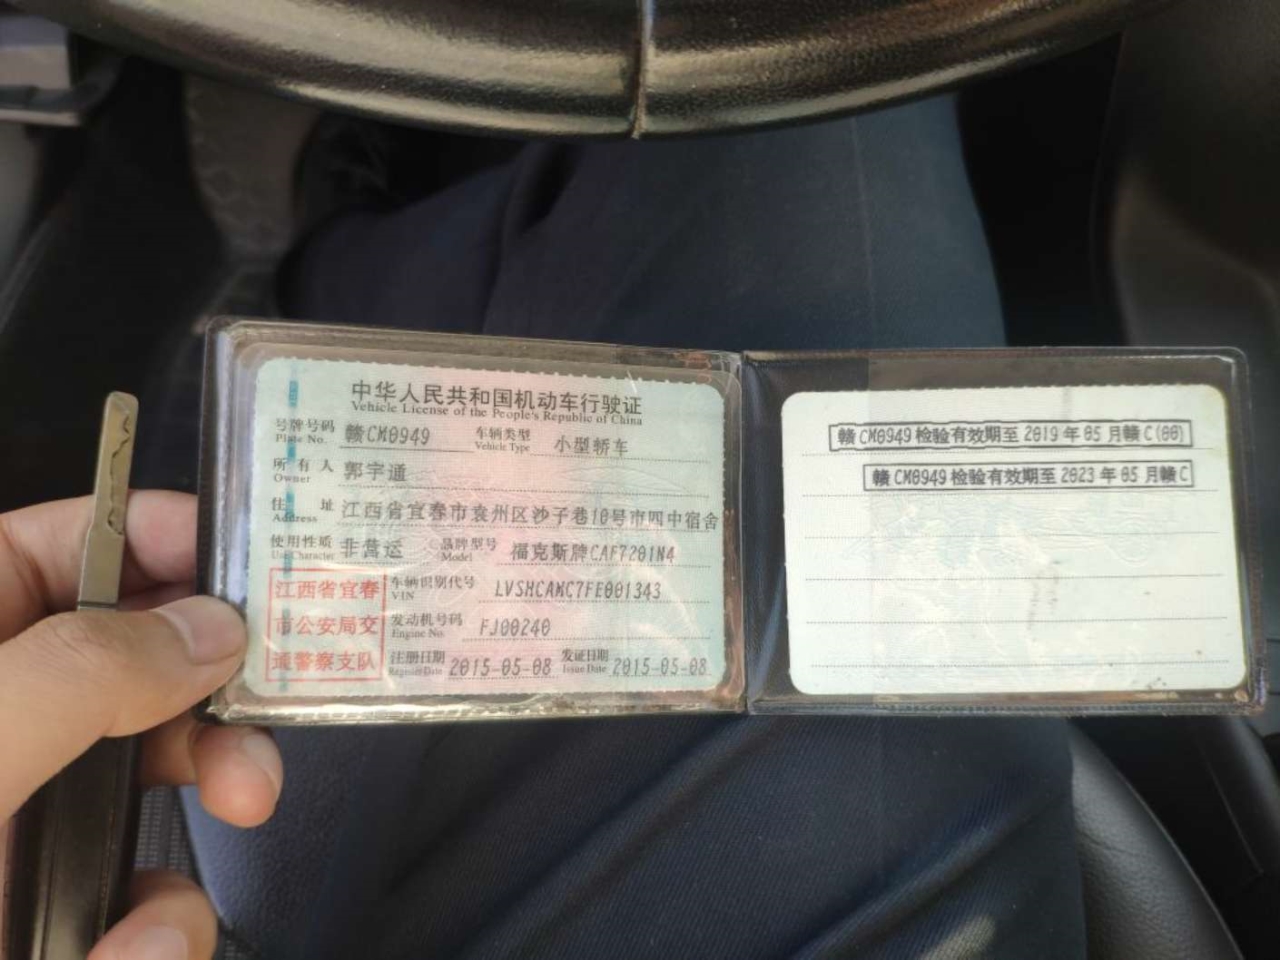 中华人民共和国机动车行驶证
Vehicle License of the People's Republic of China
号牌号码 赣CM0949 车辆类型 小型轿车
Plate No. Vehicle Type
所有人 郭宇通
Owner
住址 江西省宜春市袁州区沙子巷10号市四中宿舍
Address
使用性质 非营运 品牌型号 福克斯牌CAF7201N4
Use Character Model
江西省宜春
市公安局交
通警察支队
车辆识别代号 LVSHCAMC7FE001343
VIN
发动机号码 FJ00240
Engine No.
注册日期 2015-05-08 发证日期 2015-05-08
Register Date Issue Date
赣CM0949检验有效期至2019年05月赣C(00)
赣CM0949检验有效期至2023年05月赣C